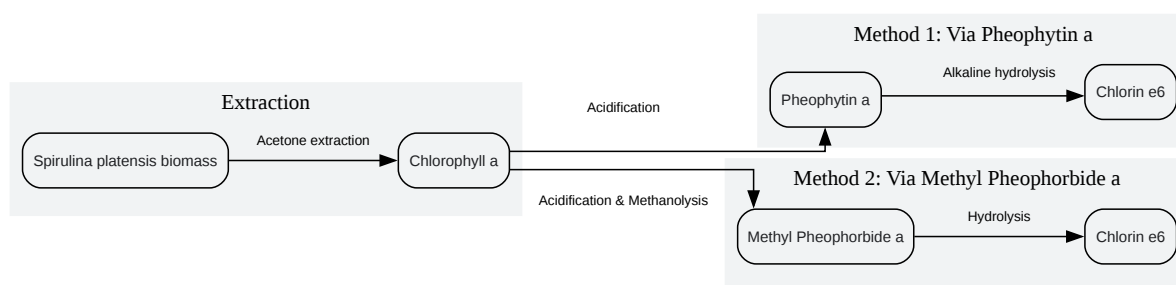 Extraction
Spirulina platensis biomass
Acetone extraction
Chlorophyll a
Acidification
Acidification & Methanolysis
Method 1: Via Pheophytin a
Pheophytin a
Alkaline hydrolysis
Chlorin e6
Method 2: Via Methyl Pheophorbide a
Methyl Pheophorbide a
Hydrolysis
Chlorin e6